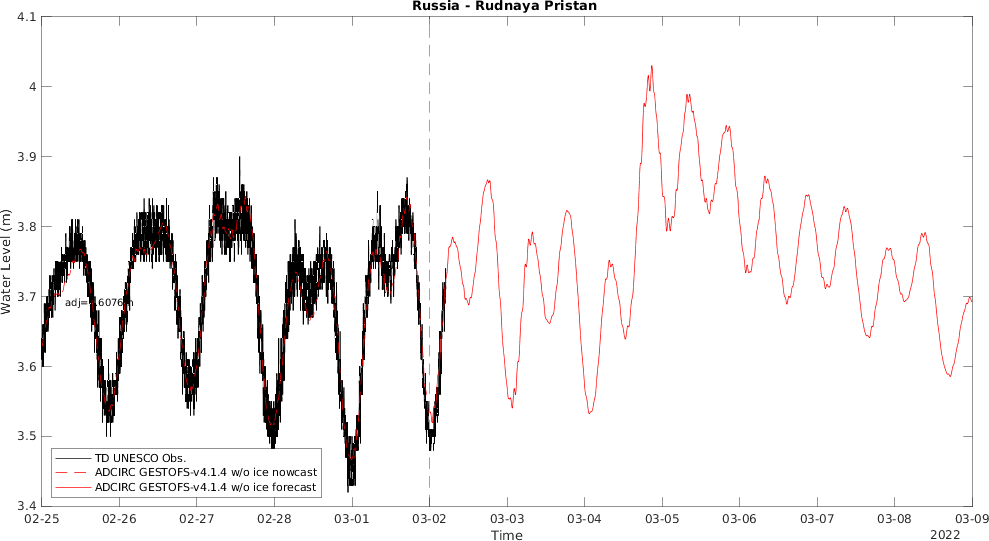 Russia - Rudnaya Pristan
4.1
4
3.9
3.8
3.7
3.6
3.5
3.4
Water Level (m)
TD UNESCO Obs.
ADCIRC GESTOFS-v4.1.4 w/o ice nowcast
ADCIRC GESTOFS-v4.1.4 w/o ice forecast
02-25 02-26 02-27 02-28 03-01 03-02 03-03 03-04 03-05 03-06 03-07 03-08 03-09
Time
2022